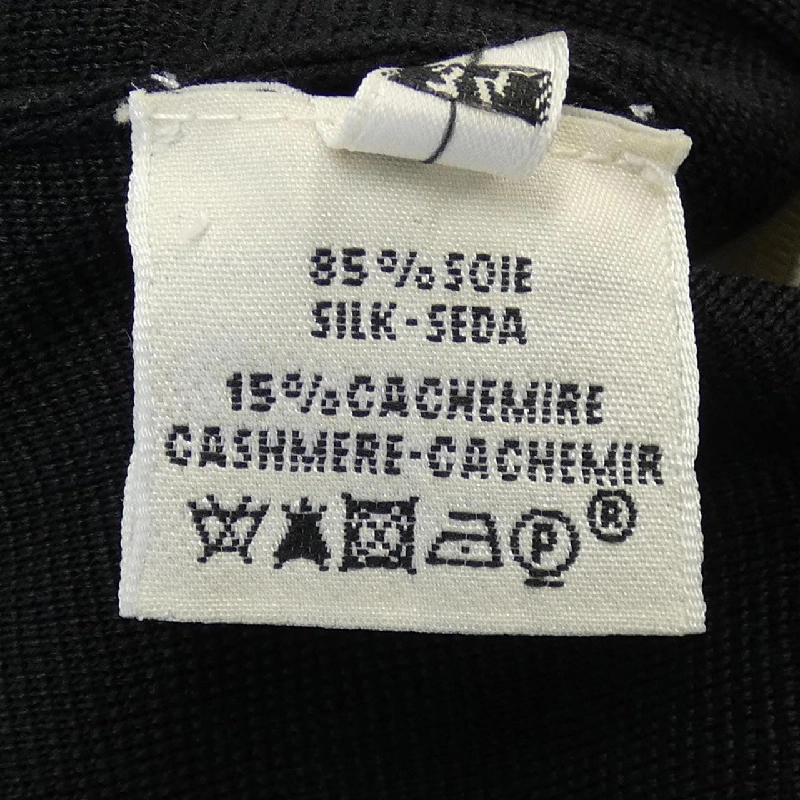 85%SOIE
SILK-SEDA
15%CACHEMIRE
CASHMERE-CACHEMIR
P ®